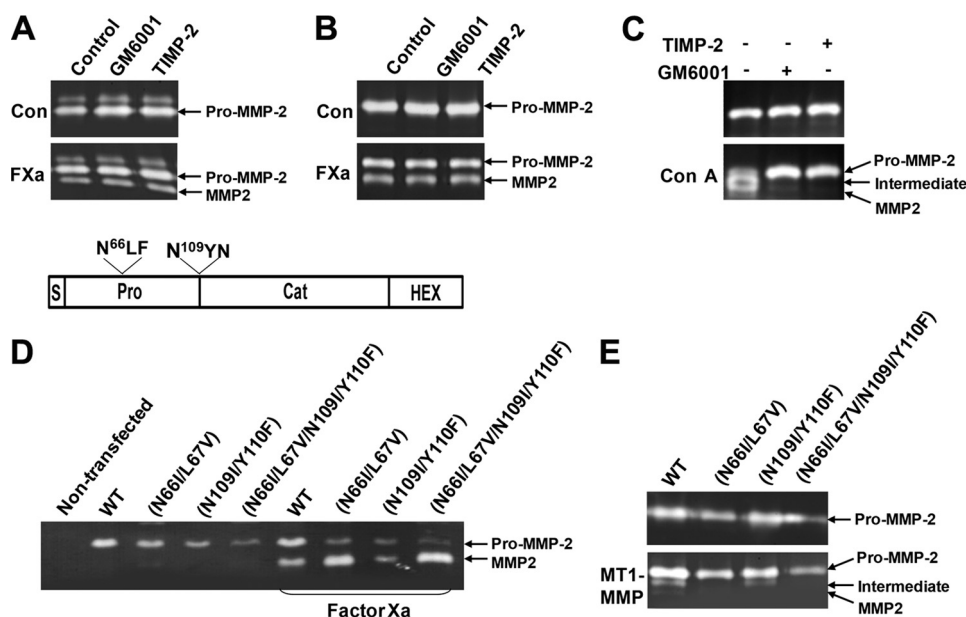 A
Control
GM6001
TIMP-2
Con
Pro-MMP-2
FXa
Pro-MMP-2
MMP2
B
Control
GM6001
TIMP-2
Con
Pro-MMP-2
FXa
Pro-MMP-2
MMP2
C
TIMP-2 - - +
GM6001 - + -
Con A
Pro-MMP-2
Intermediate
MMP2
N⁶⁶LF N¹⁰⁹YN
S Pro Cat HEX
D
Non-transfected
WT
(N66I/L67V)
(N109I/Y110F)
(N66I/L67V/N109I/Y110F)
WT
(N66I/L67V)
(N109I/Y110F)
(N66I/L67V/N109I/Y110F)
Pro-MMP-2
MMP2
Factor Xa
E
WT
(N66I/L67V)
(N109I/Y110F)
(N66I/L67V/N109I/Y110F)
Pro-MMP-2
MT1-
MMP
Pro-MMP-2
Intermediate
MMP2